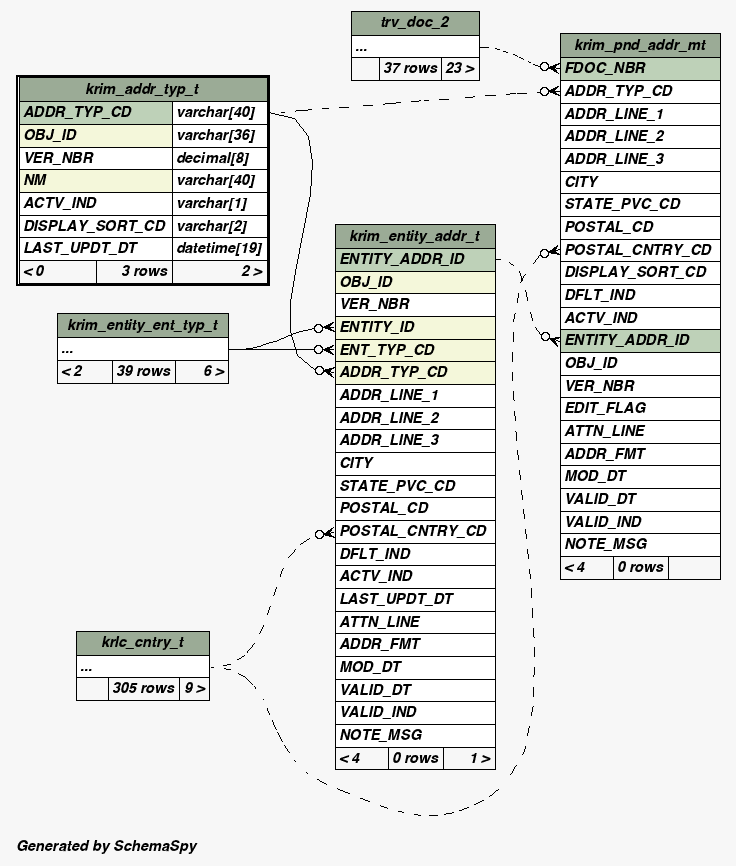 trv_doc_2
...
37 rows 23 >
krim_addr_typ_t
ADDR_TYP_CD varchar[40]
OBJ_ID varchar[36]
VER_NBR decimal[8]
NM varchar[40]
ACTV_IND varchar[1]
DISPLAY_SORT_CD varchar[2]
LAST_UPDT_DT datetime[19]
< 0 3 rows 2 >
krim_entity_ent_typ_t
...
< 2 39 rows 6 >
krlc_cntry_t
...
305 rows 9 >
krim_entity_addr_t
ENTITY_ADDR_ID
OBJ_ID
VER_NBR
ENTITY_ID
ENT_TYP_CD
ADDR_TYP_CD
ADDR_LINE_1
ADDR_LINE_2
ADDR_LINE_3
CITY
STATE_PVC_CD
POSTAL_CD
POSTAL_CNTRY_CD
DFLT_IND
ACTV_IND
LAST_UPDT_DT
ATTN_LINE
ADDR_FMT
MOD_DT
VALID_DT
VALID_IND
NOTE_MSG
< 4 0 rows 1 >
krim_pnd_addr_mt
FDOC_NBR
ADDR_TYP_CD
ADDR_LINE_1
ADDR_LINE_2
ADDR_LINE_3
CITY
STATE_PVC_CD
POSTAL_CD
POSTAL_CNTRY_CD
DISPLAY_SORT_CD
DFLT_IND
ACTV_IND
ENTITY_ADDR_ID
OBJ_ID
VER_NBR
EDIT_FLAG
ATTN_LINE
ADDR_FMT
MOD_DT
VALID_DT
VALID_IND
NOTE_MSG
< 4 0 rows
Generated by SchemaSpy